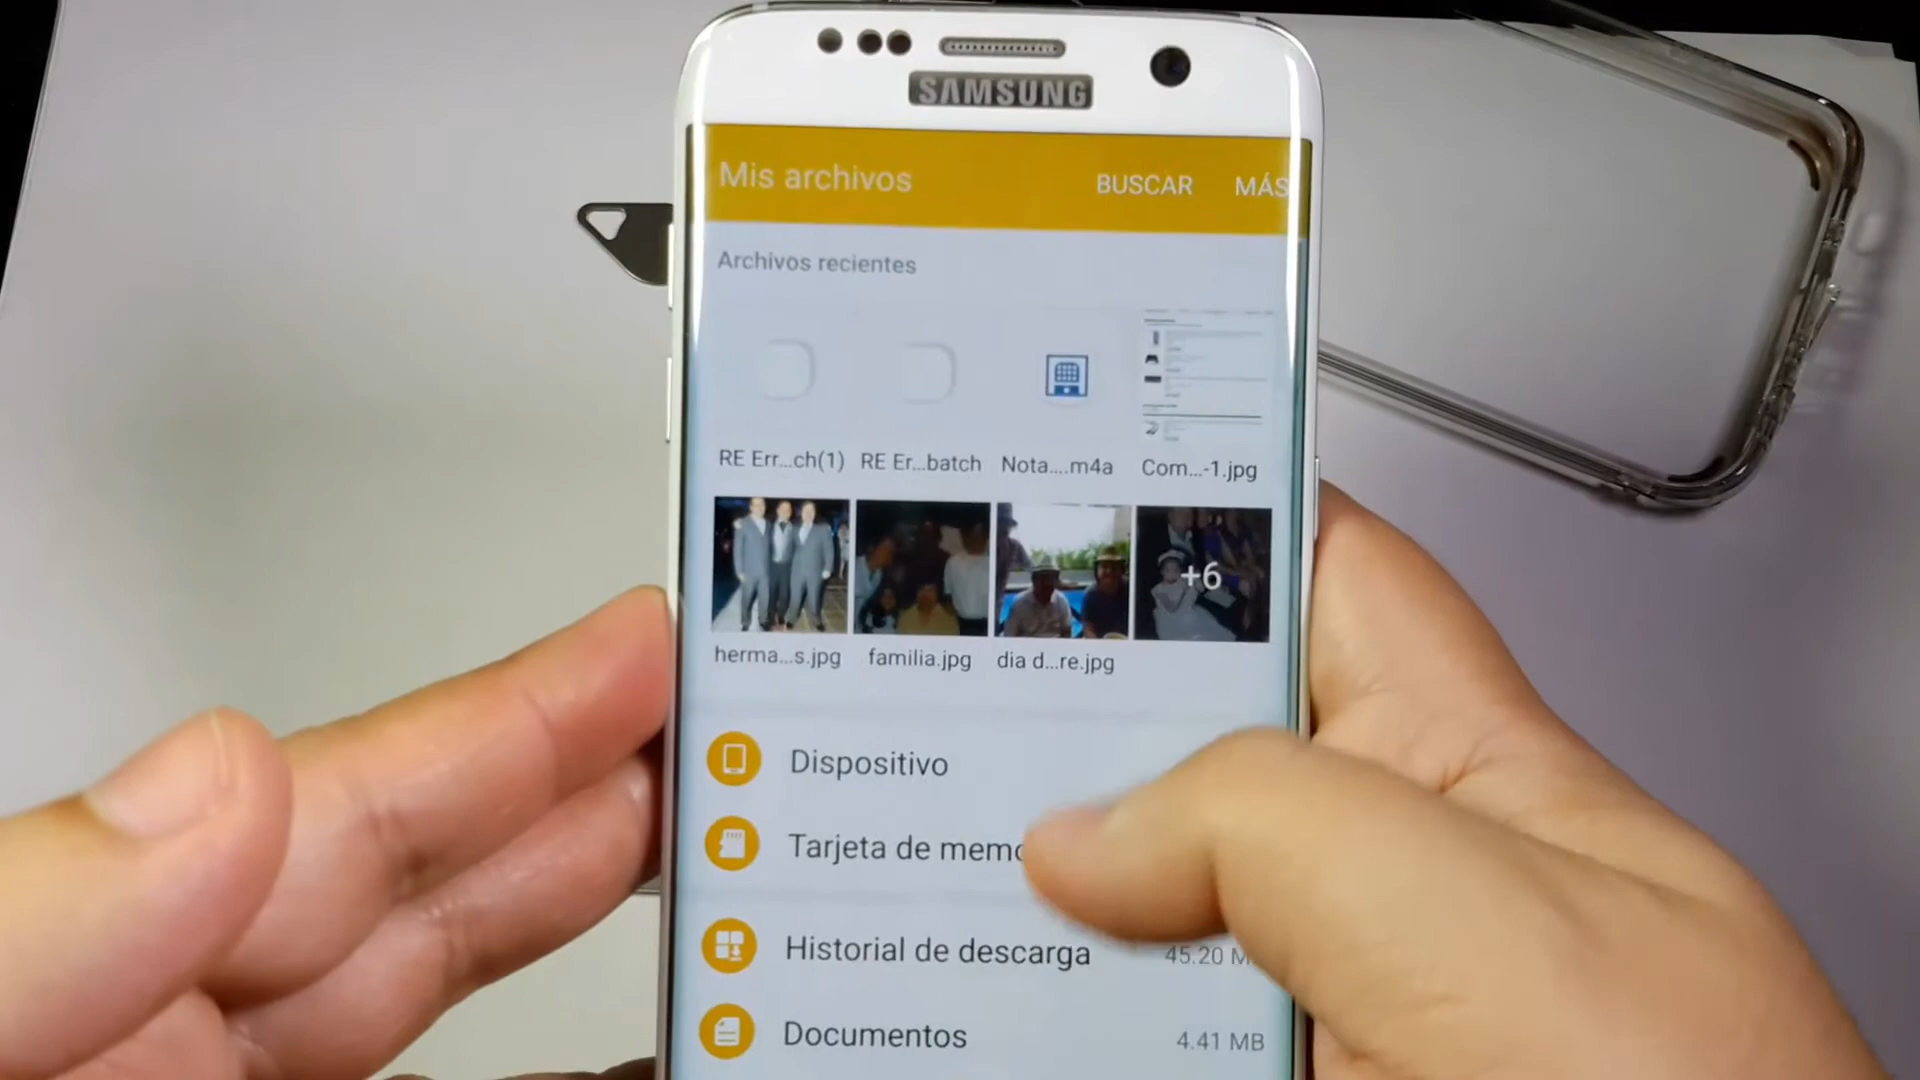 SAMSUNG
Mis archivos
BUSCAR
MÁS
Archivos recientes
RE Err...ch(1)
RE Er...batch
Nota....m4a
Com...-1.jpg
+6
herma...s.jpg
familia.jpg
dia d...re.jpg
Dispositivo
Tarjeta de memo
Historial de descarga
45.20 M
Documentos
4.41 MB